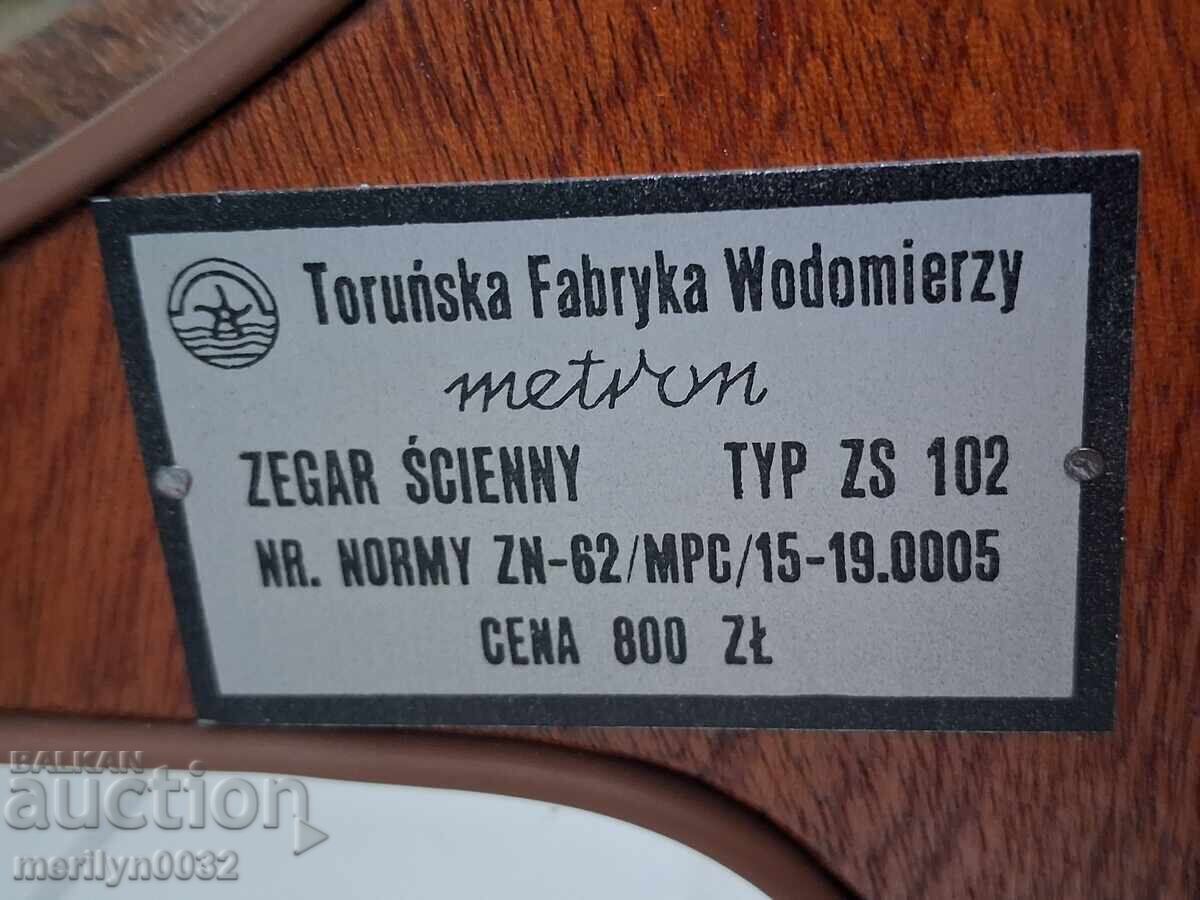 Toruńska Fabryka Wodomierzy
metron
ZEGAR ŚCIENNY TYP ZS 102
NR. NORMY ZN-62/MPC/15-19.0005
CENA 800 ZŁ
BALKAN
auction
merilyn0032